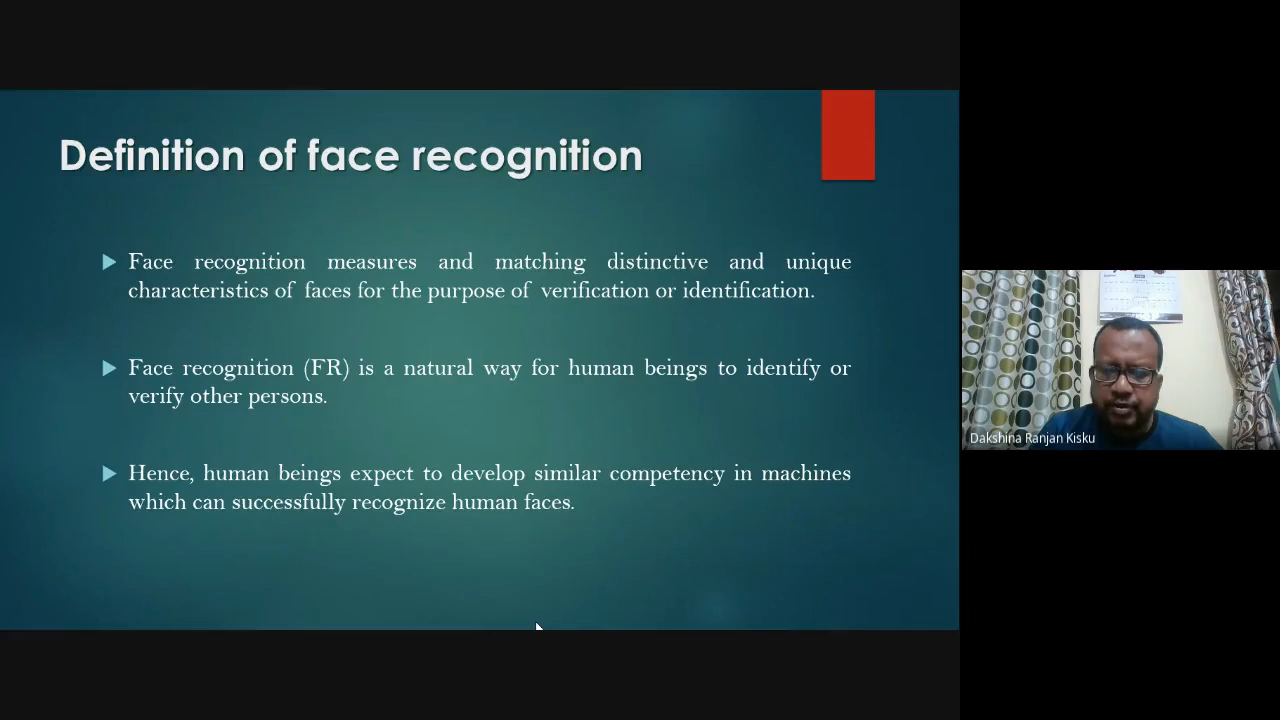 Definition of face recognition
Face recognition measures and matching distinctive and unique
characteristics of faces for the purpose of verification or identification.
Face recognition (FR) is a natural way for human beings to identify or
verify other persons.
Hence, human beings expect to develop similar competency in machines
which can successfully recognize human faces.
Dakshina Ranjan Kisku